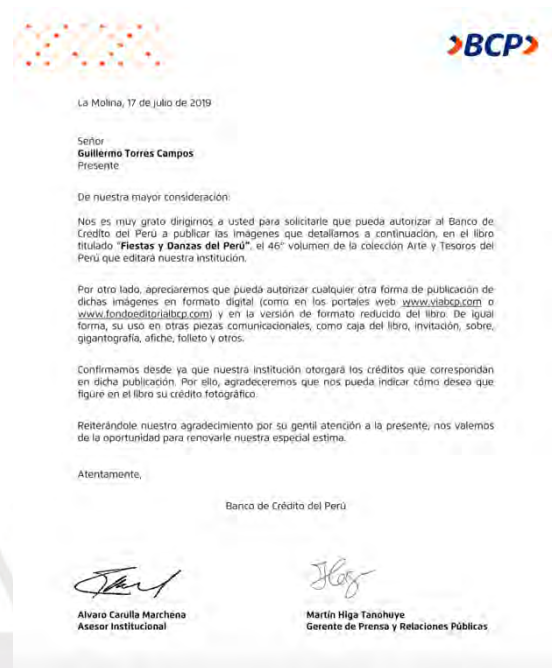 BCP
La Molina, 17 de julio de 2019
Señor
Guillermo Torres Campos
Presente
De nuestra mayor consideración:
Nos es muy grato dirigirnos a usted para solicitarle que pueda autorizar al Banco de
Crédito del Perú a publicar las imágenes que detallamos a continuación, en el libro
titulado "Fiestas y Danzas del Perú", el 46° volumen de la colección Arte y Tesoros del
Perú que editará nuestra institución.
Por otro lado, apreciaremos que pueda autorizar cualquier otra forma de publicación de
dichas imágenes en formato digital (como en los portales web www.viabcp.com o
www.fondoeditorialbcp.com) y en la versión de formato reducido del libro. De igual
forma, su uso en otras piezas comunicacionales, como caja del libro, invitación, sobre,
gigantografía, afiche, folleto y otros.
Confirmamos desde ya que nuestra institución otorgará los créditos que correspondan
en dicha publicación. Por ello, agradeceremos que nos pueda indicar cómo desea que
figure en el libro su crédito fotográfico.
Reiterándole nuestro agradecimiento por su gentil atención a la presente, nos valemos
de la oportunidad para renovarle nuestra especial estima.
Atentamente,
Banco de Crédito del Perú
Alvaro Carulla Marchena
Asesor Institucional
Martín Higa Tanohuye
Gerente de Prensa y Relaciones Públicas